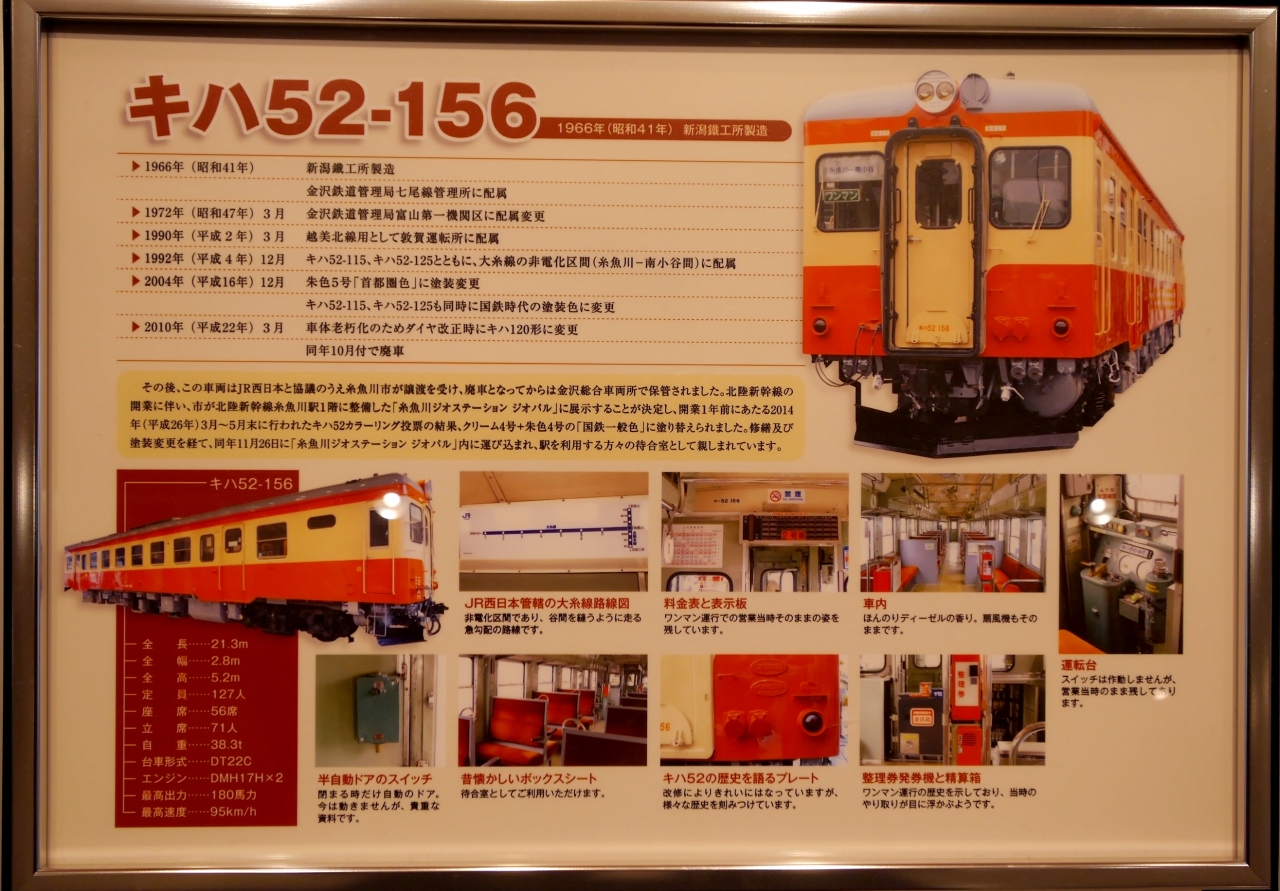 キハ52-156
1966年(昭和41年) 新潟鐵工所製造
▶1966年(昭和41年) 新潟鐵工所製造
金沢鉄道管理局七尾線管理所に配属
▶1972年(昭和47年) 3月 金沢鉄道管理局富山第一機関区に配属変更
▶1990年(平成2年) 3月 越美北線用として敦賀運転所に配属
▶1992年(平成4年) 12月 キハ52-115、キハ52-125とともに、大糸線の非電化区間(糸魚川−南小谷間)に配属
▶2004年(平成16年) 12月 朱色5号「首都圏色」に塗装変更
キハ52-115、キハ52-125も同時に国鉄時代の塗装色に変更
▶2010年(平成22年) 3月 車体老朽化のためダイヤ改正時にキハ120形に変更
同年10月付で廃車
ワンマン
キハ52 156
その後、この車両はJR西日本と協議のうえ糸魚川市が譲渡を受け、廃車となってからは金沢総合車両所で保管されました。北陸新幹線の
開業に伴い、市が北陸新幹線糸魚川駅1階に整備した「糸魚川ジオステーション ジオパル」に展示することが決定し、開業1年前にあたる2014
年(平成26年)3月〜5月末に行われたキハ52カラーリング投票の結果、クリーム4号+朱色4号の「国鉄一般色」に塗り替えられました。修繕及び
塗装変更を経て、同年11月26日に「糸魚川ジオステーション ジオパル」内に運び込まれ、駅を利用する方々の待合室として親しまれています。
キハ52-156
全長……21.3m
全幅……2.8m
全高……5.2m
定員……127人
座席……56席
立席……71人
自重……38.3t
台車形式……DT22C
エンジン……DMH17H×2
最高出力……180馬力
最高速度……95km/h
JR西日本管轄の大糸線路線図
非電化区間であり、谷間を縫うように走る
急勾配の路線です。
禁煙
料金表と表示板
ワンマン運行での営業当時そのままの姿を
残しています。
車内
ほんのりディーゼルの香り。扇風機もその
ままです。
運転台
スイッチは作動しませんが、
営業当時のまま残してあり
ます。
半自動ドアのスイッチ
閉まる時だけ自動のドア。
今は動きませんが、貴重な
資料です。
昔懐かしいボックスシート
待合室としてご利用いただけます。
56
キハ52の歴史を語るプレート
改修によりきれいにはなっていますが、
様々な歴史を刻みつけています。
整理券
整理券発券機と精算箱
ワンマン運行の歴史を示しており、当時の
やり取りが目に浮かぶようです。